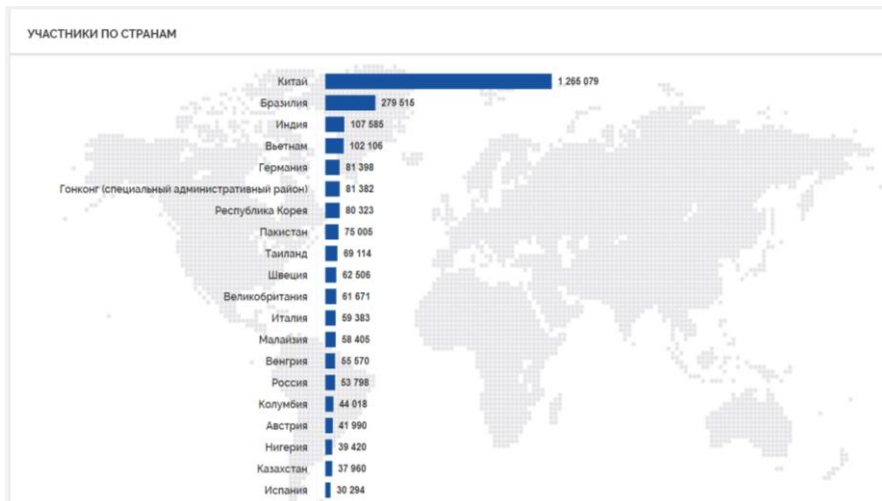 УЧАСТНИКИ ПО СТРАНАМ
Китай 1 265 079
Бразилия 279 515
Индия 107 585
Вьетнам 102 106
Германия 81 398
Гонконг (специальный административный район) 81 382
Республика Корея 80 323
Пакистан 75 005
Таиланд 69 114
Швеция 62 506
Великобритания 61 671
Италия 59 383
Малайзия 58 405
Венгрия 55 570
Россия 53 798
Колумбия 44 018
Австрия 41 990
Нигерия 39 420
Казахстан 37 960
Испания 30 294